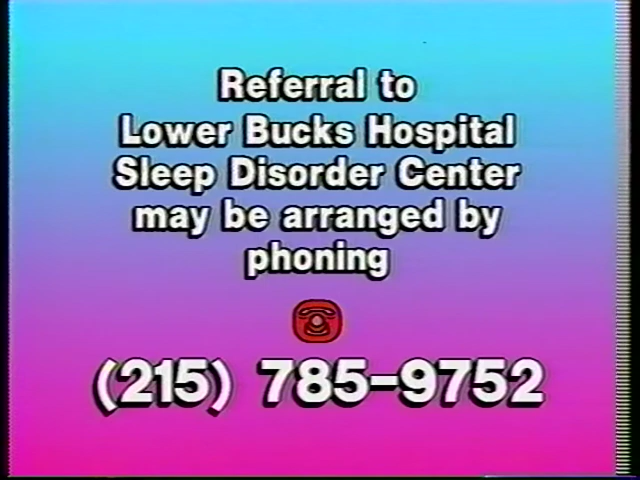 Referral to
Lower Bucks Hospital
Sleep Disorder Center
may be arranged by
phoning
(215) 785-9752